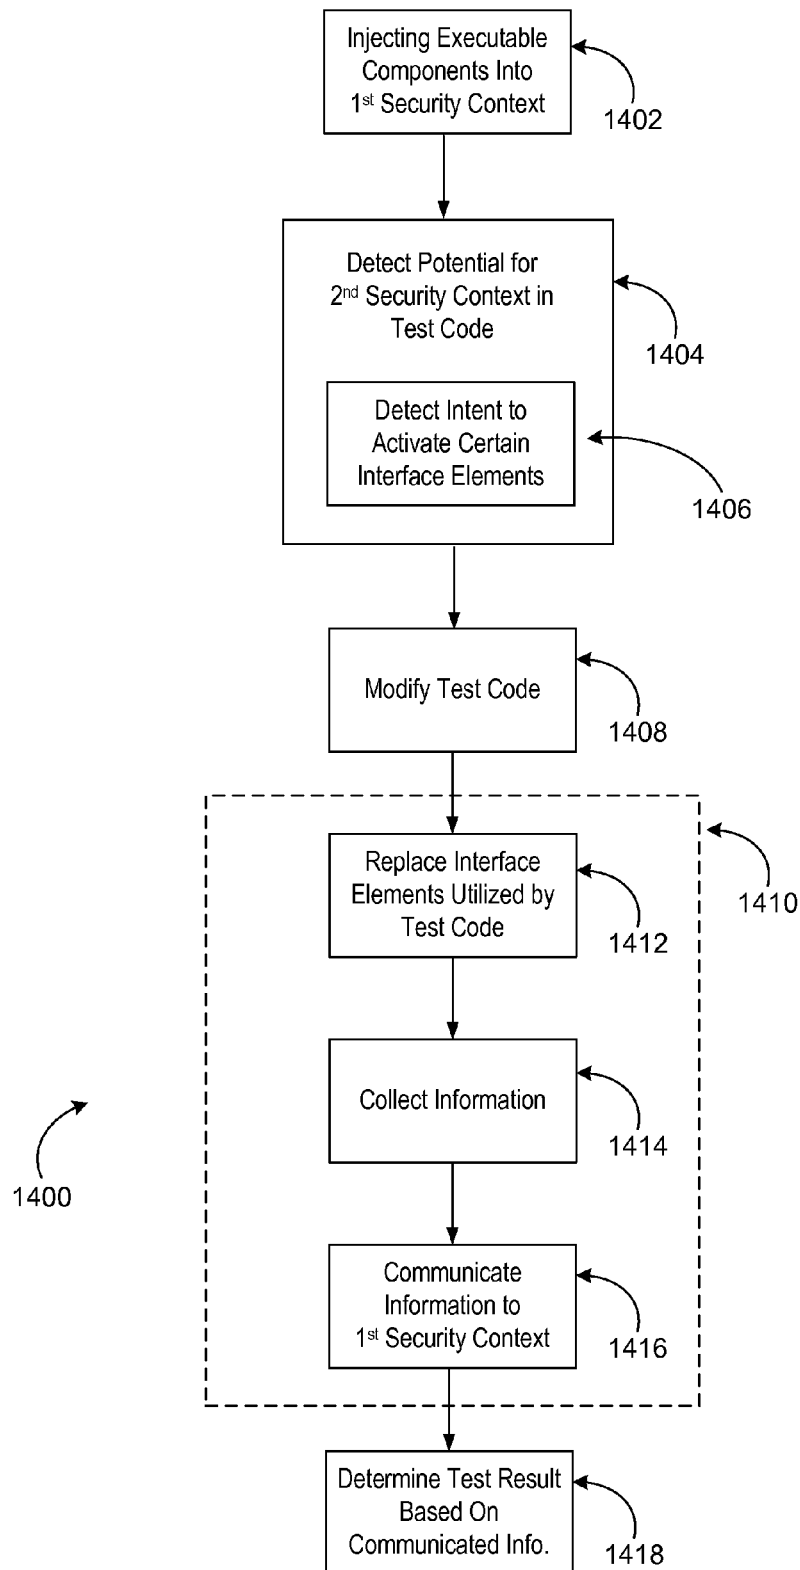 Injecting Executable
Components Into
1st Security Context
1402
Detect Potential for
2nd Security Context in
Test Code
1404
Detect Intent to
Activate Certain
Interface Elements
1406
Modify Test Code
1408
1410
Replace Interface
Elements Utilized by
Test Code
1412
Collect Information
1414
1400
Communicate
Information to
1st Security Context
1416
Determine Test Result
Based On
Communicated Info.
1418